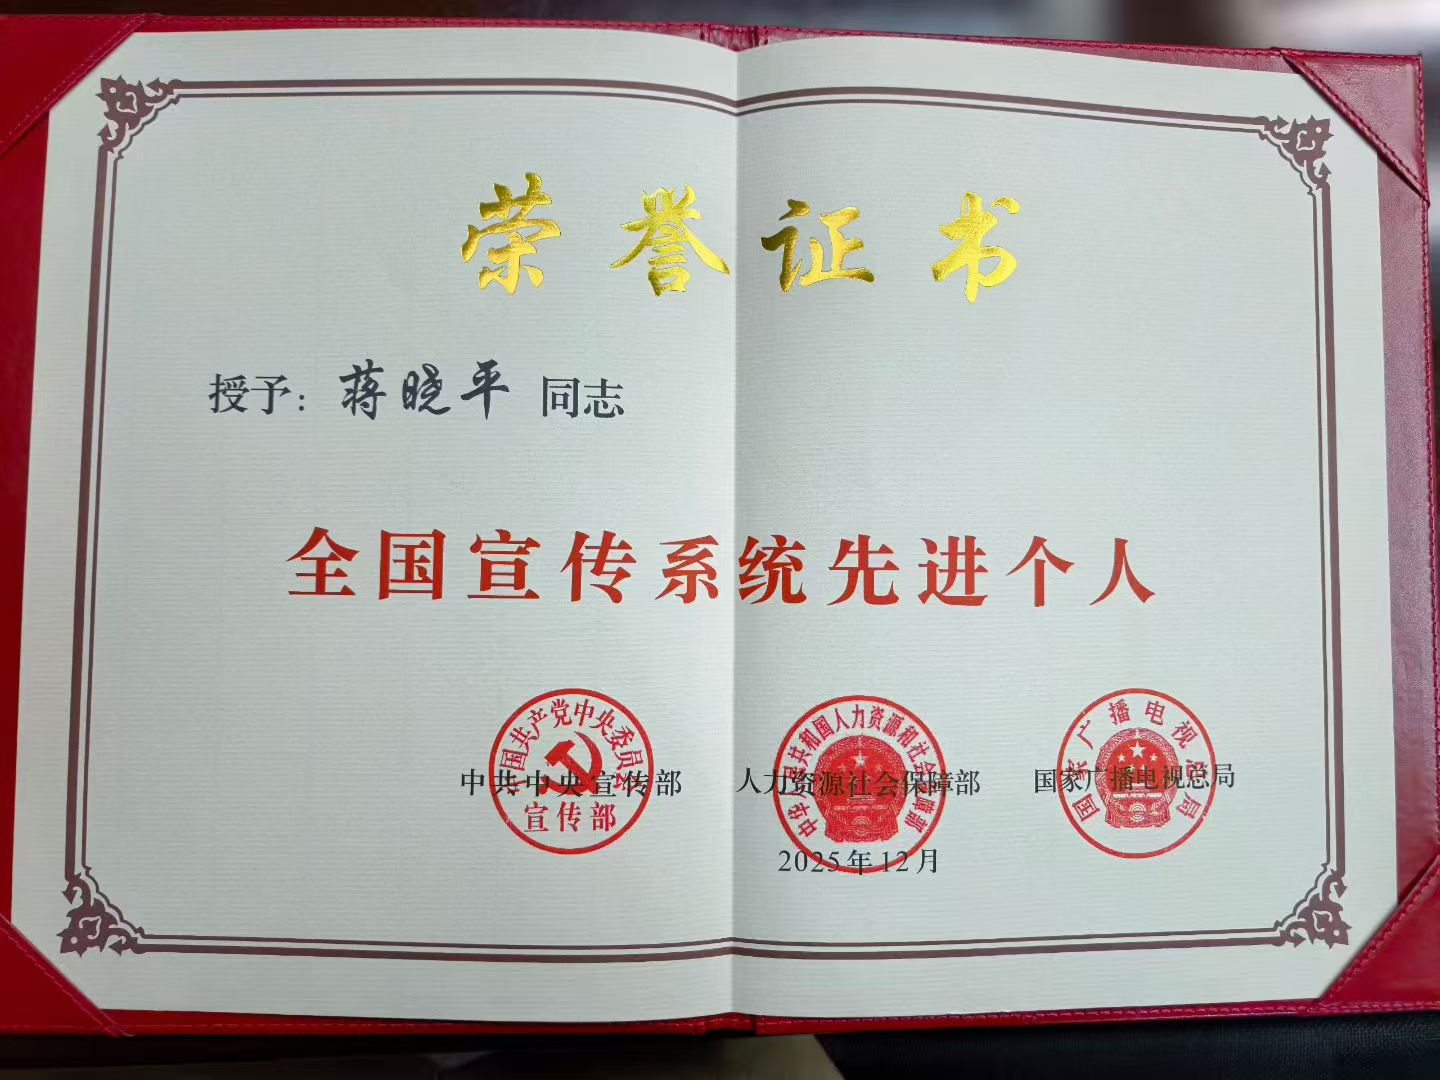 荣誉证书
授予：蒋晓平 同志
全国宣传系统先进个人
中国共产党中央委员会
宣传部
中华人民共和国人力资源和社会保障部
国家广播电视总局
中共中央宣传部 人力资源社会保障部 国家广播电视总局
2025年12月